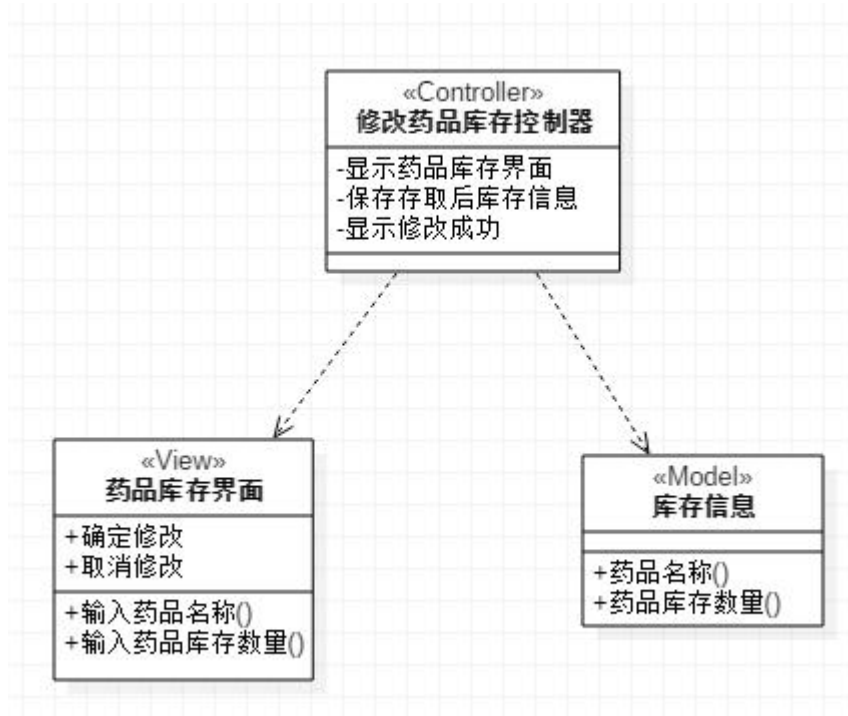 «Controller»
修改药品库存控制器
-显示药品库存界面
-保存存取后库存信息
-显示修改成功
«View»
药品库存界面
+确定修改
+取消修改
+输入药品名称()
+输入药品库存数量()
«Model»
库存信息
+药品名称()
+药品库存数量()